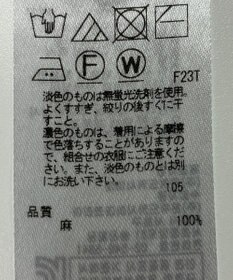 F
W
F23T
淡色のものは無蛍光洗剤を使用。
よくすすぎ、絞りの後すぐに干
すこと。
濃色のものは、着用による摩擦
で色落ちすることがありますの
で、組合せの衣服にご注意くだ
さい。また、淡色のものとは別
にお洗い下さい。
105
品質
麻 100%